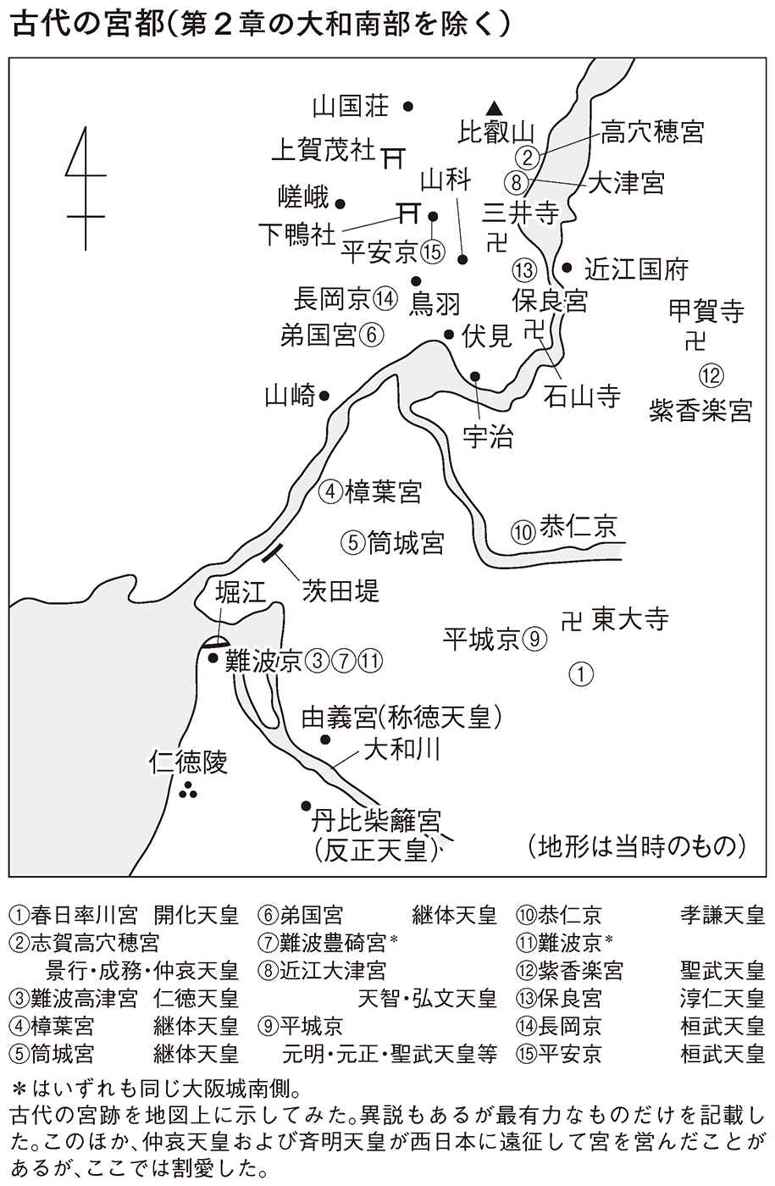 古代の宮都(第２章の大和南部を除く)
山国荘
比叡山
高穴穂宮
②
上賀茂社
山科
⑧
大津宮
嵯峨
三井寺
下鴨社
平安京⑮
⑬
近江国府
長岡京⑭
鳥羽
保良宮
甲賀寺
弟国宮⑥
伏見
⑫
山崎
石山寺
紫香楽宮
宇治
④樟葉宮
⑩恭仁京
⑤筒城宮
堀江
茨田堤
東大寺
平城京⑨
難波京③⑦⑪
①
由義宮(称徳天皇)
大和川
仁徳陵
丹比柴籬宮
(反正天皇)
(地形は当時のもの)
①春日率川宮 開化天皇
②志賀高穴穂宮
景行・成務・仲哀天皇
③難波高津宮 仁徳天皇
④樟葉宮 継体天皇
⑤筒城宮 継体天皇
⑥弟国宮 継体天皇
⑦難波豊碕宮*
⑧近江大津宮
天智・弘文天皇
⑨平城京
元明・元正・聖武天皇等
⑩恭仁京 孝謙天皇
⑪難波京*
⑫紫香楽宮 聖武天皇
⑬保良宮 淳仁天皇
⑭長岡京 桓武天皇
⑮平安京 桓武天皇
＊はいずれも同じ大阪城南側。
古代の宮跡を地図上に示してみた。異説もあるが最有力なものだけを記載し
た。このほか、仲哀天皇および斉明天皇が西日本に遠征して宮を営んだことが
あるが、ここでは割愛した。